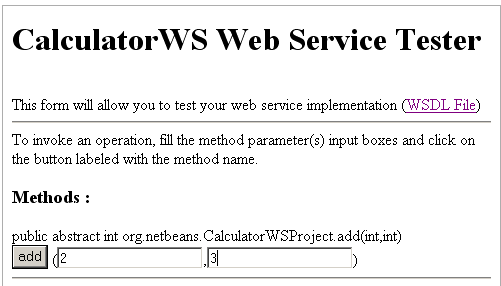 CalculatorWS Web Service Tester
This form will allow you to test your web service implementation (WSDL File)
To invoke an operation, fill the method parameter(s) input boxes and click on
the button labeled with the method name.
Methods :
public abstract int org.netbeans.CalculatorWSProject.add(int,int)
add (2,3)